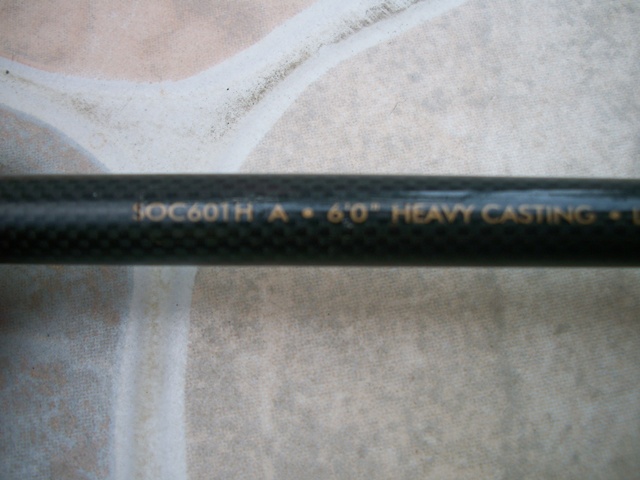 SOC601H A • 6'0" HEAVY CASTING •